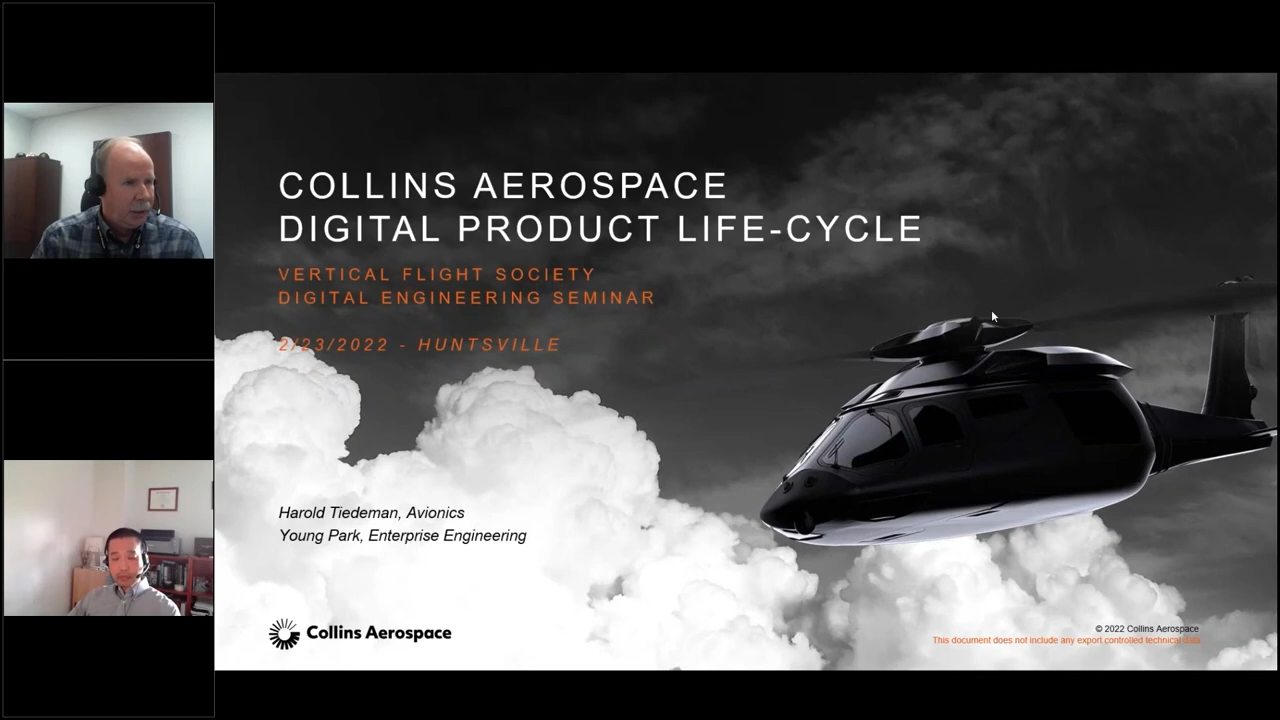 COLLINS AEROSPACE
DIGITAL PRODUCT LIFE-CYCLE
VERTICAL FLIGHT SOCIETY
DIGITAL ENGINEERING SEMINAR
2/23/2022 - HUNTSVILLE
Harold Tiedeman, Avionics
Young Park, Enterprise Engineering
Collins Aerospace
© 2022 Collins Aerospace
This document does not include any export controlled technical data